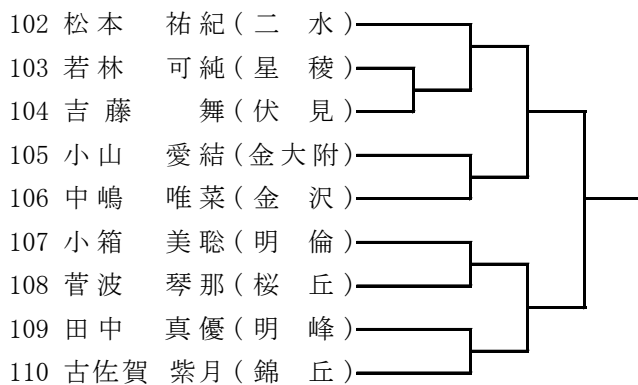 102 松本 祐紀(二 水)
103 若林 可純(星 稜)
104 吉藤 舞(伏 見)
105 小山 愛結(金大附)
106 中嶋 唯菜(金 沢)
107 小箱 美聡(明 倫)
108 菅波 琴那(桜 丘)
109 田中 真優(明 峰)
110 古佐賀 紫月(錦 丘)